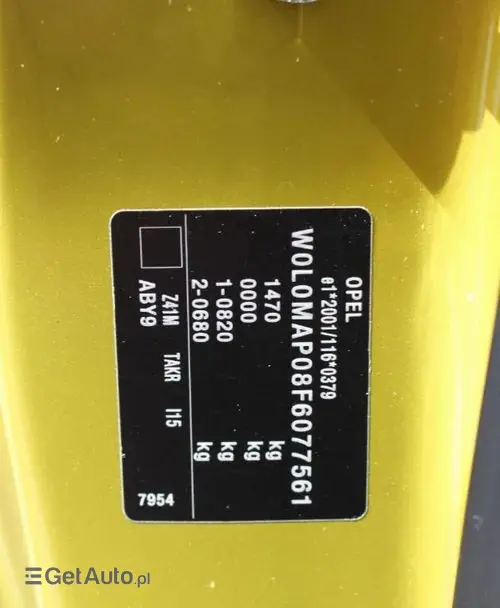 OPEL
e1*2001/116*0379
W0L0MAP08F6077561
1470 kg
0000 kg
1-0820 kg
2-0680 kg
Z41M TAKR I15
ABY9
7954
GetAuto.pl